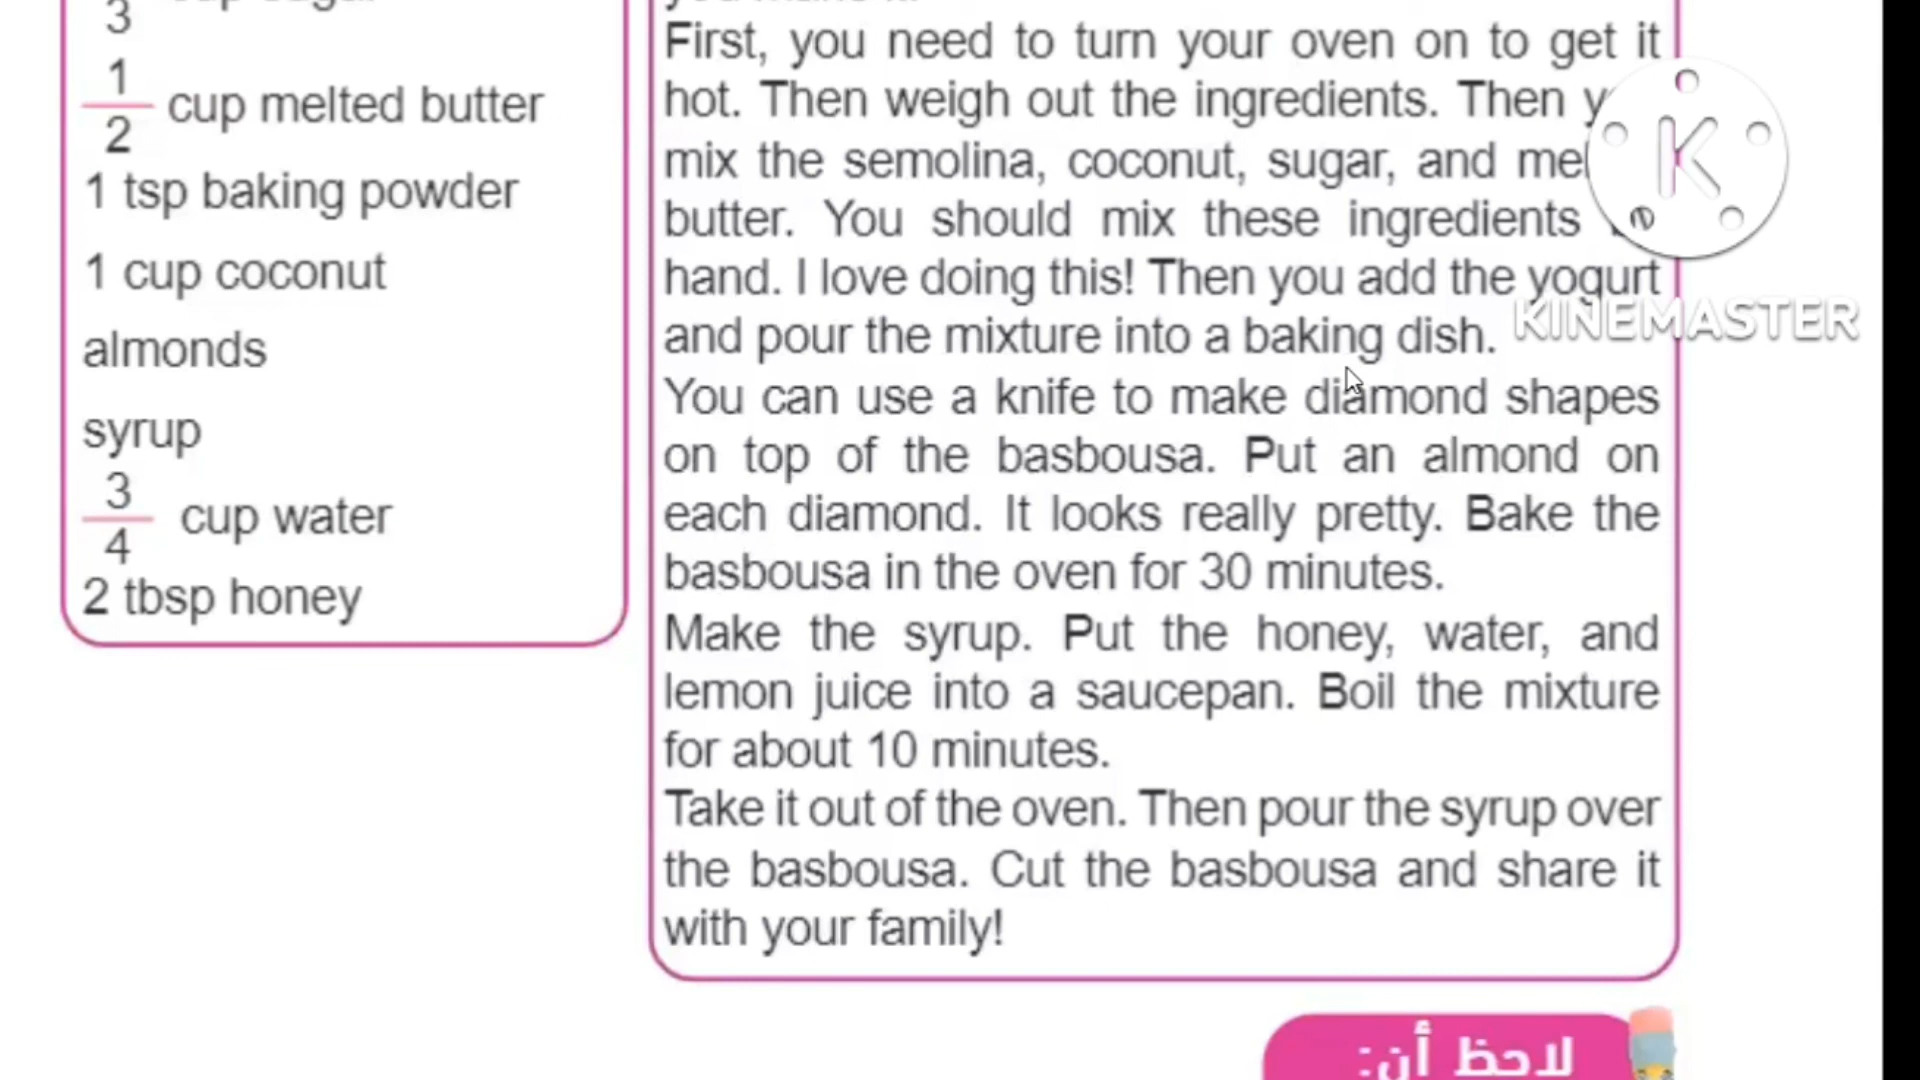 3
1
2 cup melted butter
1 tsp baking powder
1 cup coconut
almonds
syrup
3
4 cup water
2 tbsp honey
First, you need to turn your oven on to get it
hot. Then weigh out the ingredients. Then
mix the semolina, coconut, sugar, and
butter. You should mix these ingredients
hand. I love doing this! Then you add the yogurt
and pour the mixture into a baking dish.
You can use a knife to make diamond shapes
on top of the basbousa. Put an almond on
each diamond. It looks really pretty. Bake the
basbousa in the oven for 30 minutes.
Make the syrup. Put the honey, water, and
lemon juice into a saucepan. Boil the mixture
for about 10 minutes.
Take it out of the oven. Then pour the syrup over
the basbousa. Cut the basbousa and share it
with your family!
K
KINEMASTER
لاحظ أن: